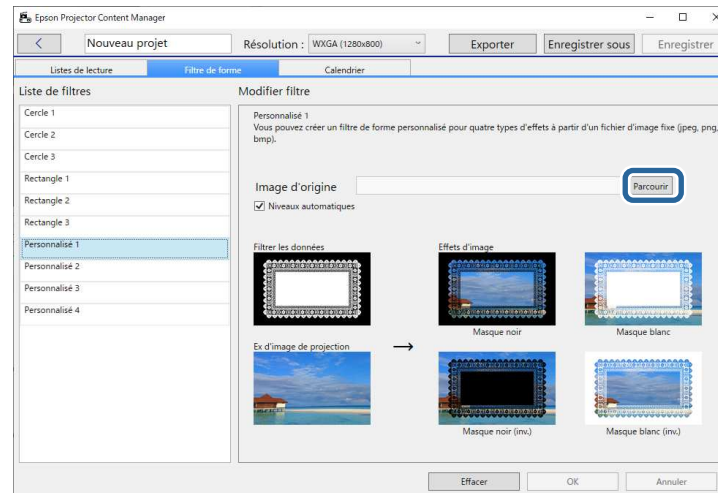 Epson Projector Content Manager
Nouveau projet
Résolution : WXGA (1280x800)
Exporter
Enregistrer sous
Enregistrer
Listes de lecture
Filtre de forme
Calendrier
Liste de filtres
Cercle 1
Cercle 2
Cercle 3
Rectangle 1
Rectangle 2
Rectangle 3
Personnalisé 1
Personnalisé 2
Personnalisé 3
Personnalisé 4
Modifier filtre
Personnalisé 1
Vous pouvez créer un filtre de forme personnalisé pour quatre types d'effets à partir d'un fichier d'image fixe (jpeg, png,
bmp).
Image d'origine
Parcourir
Niveaux automatiques
Filtrer les données
Effets d'image
Masque noir
Masque blanc
Ex d'image de projection
Masque noir (inv.)
Masque blanc (inv.)
Effacer
OK
Annuler